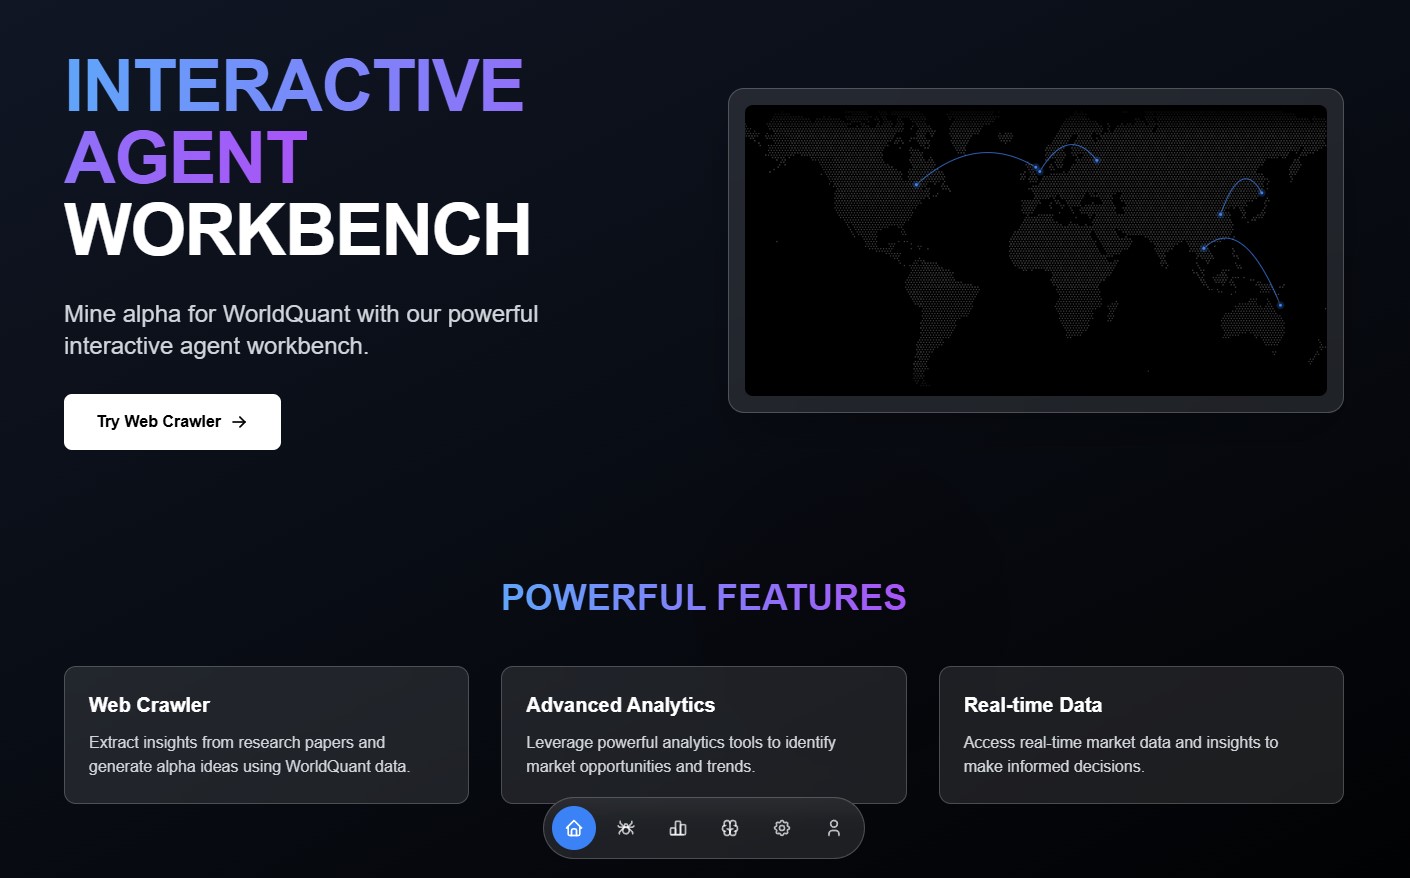 INTERACTIVE
AGENT
WORKBENCH
Mine alpha for WorldQuant with our powerful
interactive agent workbench.
Try Web Crawler
POWERFUL FEATURES
Web Crawler
Extract insights from research papers and
generate alpha ideas using WorldQuant data.
Advanced Analytics
Leverage powerful analytics tools to identify
market opportunities and trends.
Real-time Data
Access real-time market data and insights to
make informed decisions.